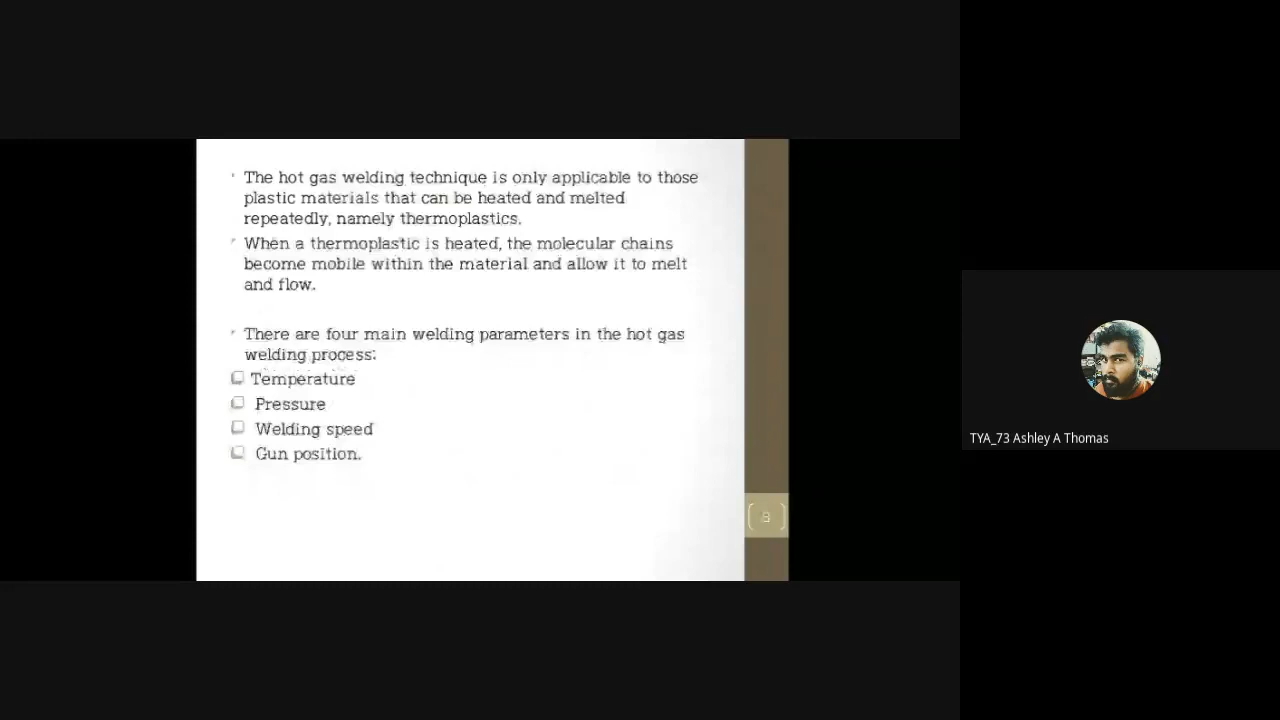 The hot gas welding technique is only applicable to those
plastic materials that can be heated and melted
repeatedly, namely thermoplastics.
When a thermoplastic is heated, the molecular chains
become mobile within the material and allow it to melt
and flow.
There are four main welding parameters in the hot gas
welding process:
Temperature
Pressure
Welding speed
Gun position.
8
TYA_73 Ashley A Thomas